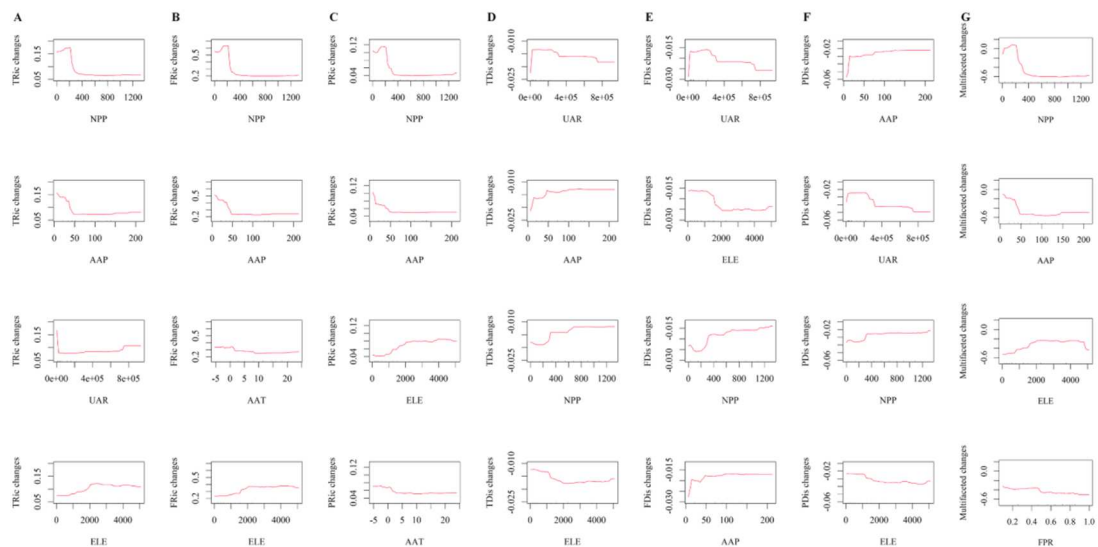 A B C D E F G
TRic changes 0.05 0.15 0 400 800 1200 NPP
FRic changes 0.2 0.5 0 400 800 1200 NPP
PRic changes 0.04 0.12 0 400 800 1200 NPP
TDis changes -0.025 -0.010 0e+00 4e+05 8e+05 UAR
FDis changes -0.030 -0.015 0e+00 4e+05 8e+05 UAR
PDis changes -0.06 -0.02 0 50 100 200 AAP
Multifaceted changes -0.6 0.0 0 400 800 1200 NPP
TRic changes 0.05 0.15 0 50 100 200 AAP
FRic changes 0.2 0.5 0 50 100 200 AAP
PRic changes 0.04 0.12 0 50 100 200 AAP
TDis changes -0.025 -0.010 0 50 100 200 AAP
FDis changes -0.030 -0.015 0 2000 4000 ELE
PDis changes -0.06 -0.02 0e+00 4e+05 8e+05 UAR
Multifaceted changes -0.6 0.0 0 50 100 200 AAP
TRic changes 0.05 0.15 0e+00 4e+05 8e+05 UAR
FRic changes 0.2 0.5 -5 0 10 20 AAT
PRic changes 0.04 0.12 0 2000 4000 ELE
TDis changes -0.025 -0.010 0 400 800 1200 NPP
FDis changes -0.030 -0.015 0 400 800 1200 NPP
PDis changes -0.06 -0.02 0 400 800 1200 NPP
Multifaceted changes -0.6 0.0 0 2000 4000 ELE
TRic changes 0.05 0.15 0 2000 4000 ELE
FRic changes 0.2 0.5 0 2000 4000 ELE
PRic changes 0.04 0.12 -5 0 10 20 AAT
TDis changes -0.025 -0.010 0 2000 4000 ELE
FDis changes -0.030 -0.015 0 50 100 200 AAP
PDis changes -0.06 -0.02 0 2000 4000 ELE
Multifaceted changes -0.6 0.0 0.2 0.4 0.6 0.8 1.0 FPR